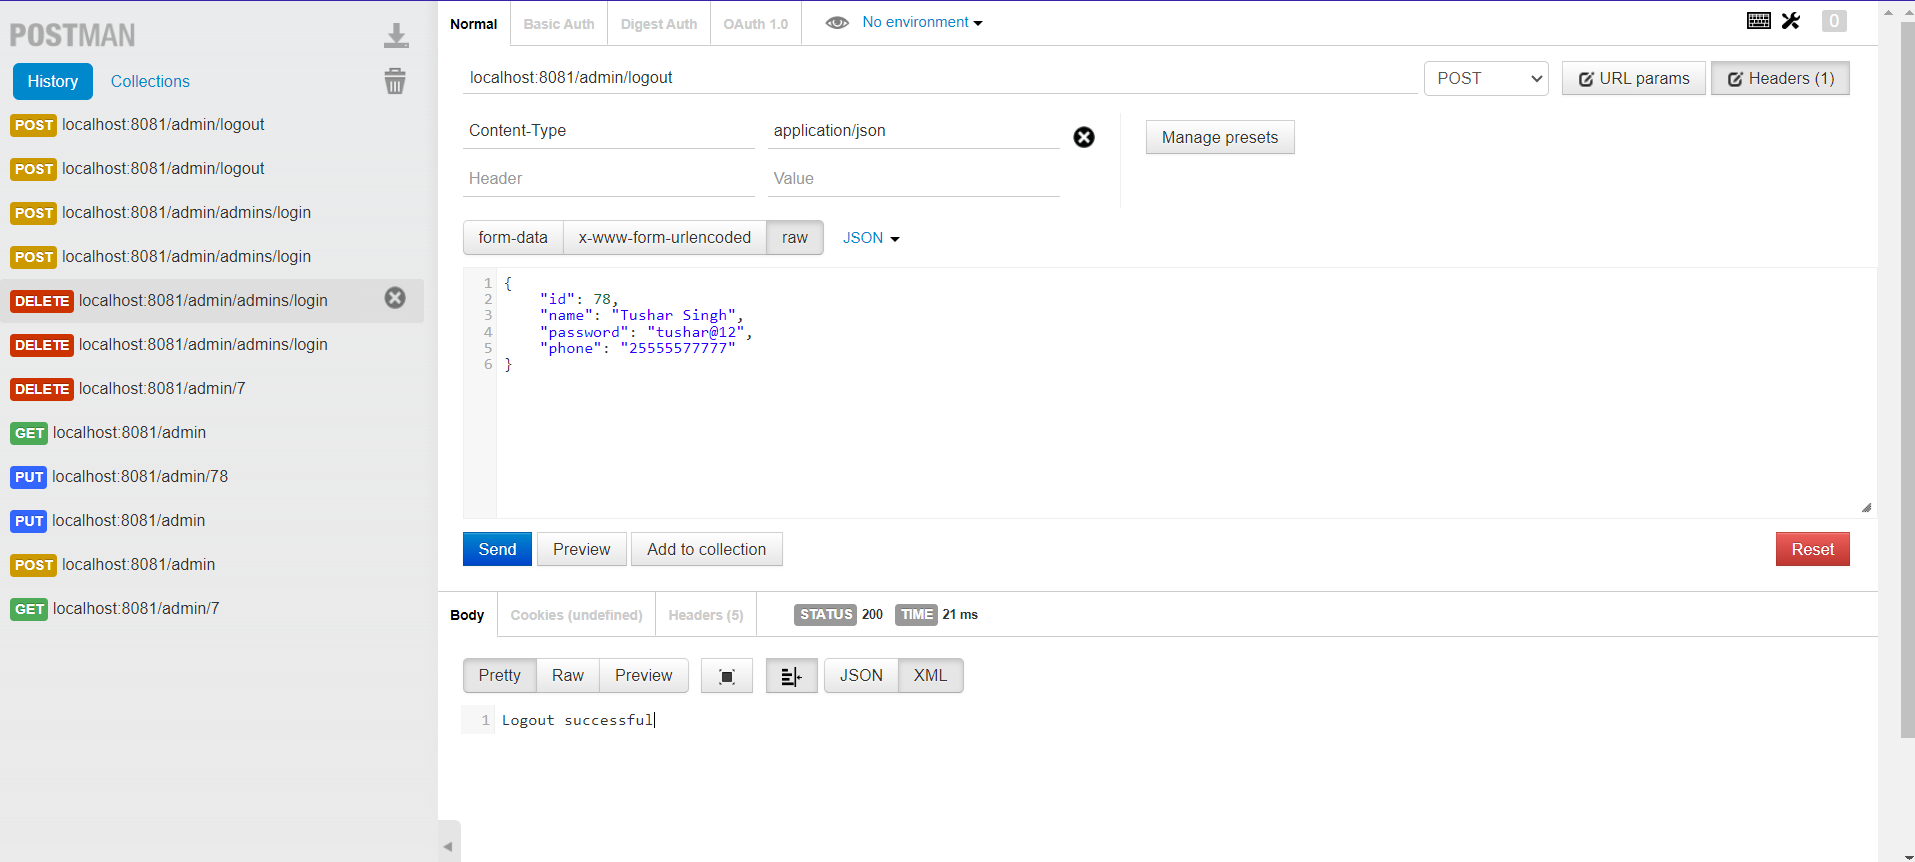 POSTMAN
History Collections
POST localhost:8081/admin/logout
POST localhost:8081/admin/logout
POST localhost:8081/admin/admins/login
POST localhost:8081/admin/admins/login
DELETE localhost:8081/admin/admins/login
DELETE localhost:8081/admin/admins/login
DELETE localhost:8081/admin/7
GET localhost:8081/admin
PUT localhost:8081/admin/78
PUT localhost:8081/admin
POST localhost:8081/admin
GET localhost:8081/admin/7
Normal Basic Auth Digest Auth OAuth 1.0 No environment 0
localhost:8081/admin/logout POST URL params Headers (1)
Content-Type application/json Manage presets
Header Value
form-data x-www-form-urlencoded raw JSON
1 {
2 "id": 78,
3 "name": "Tushar Singh",
4 "password": "tushar@12",
5 "phone": "25555577777"
6 }
Send Preview Add to collection Reset
Body Cookies (undefined) Headers (5) STATUS 200 TIME 21 ms
Pretty Raw Preview JSON XML
1 Logout successful